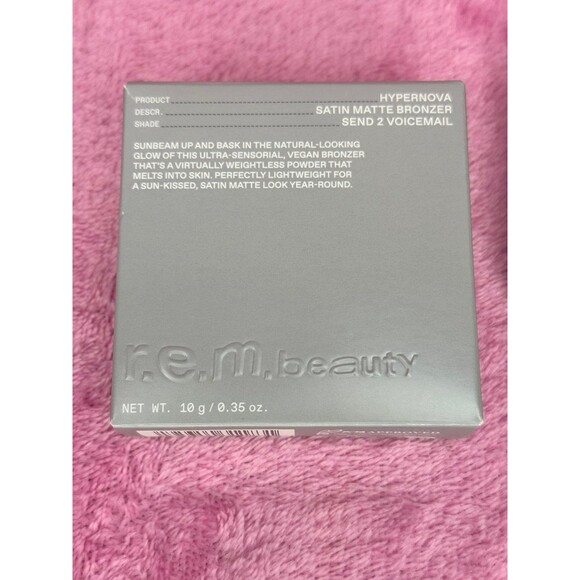 PRODUCT HYPERNOVA
DESCR. SATIN MATTE BRONZER
SHADE SEND 2 VOICEMAIL
SUNBEAM UP AND BASK IN THE NATURAL-LOOKING
GLOW OF THIS ULTRA-SENSORIAL, VEGAN BRONZER
THAT'S A VIRTUALLY WEIGHTLESS POWDER THAT
MELTS INTO SKIN. PERFECTLY LIGHTWEIGHT FOR
A SUN-KISSED, SATIN MATTE LOOK YEAR-ROUND.
r.e.m.beauty
NET WT. 10 g / 0.35 oz.